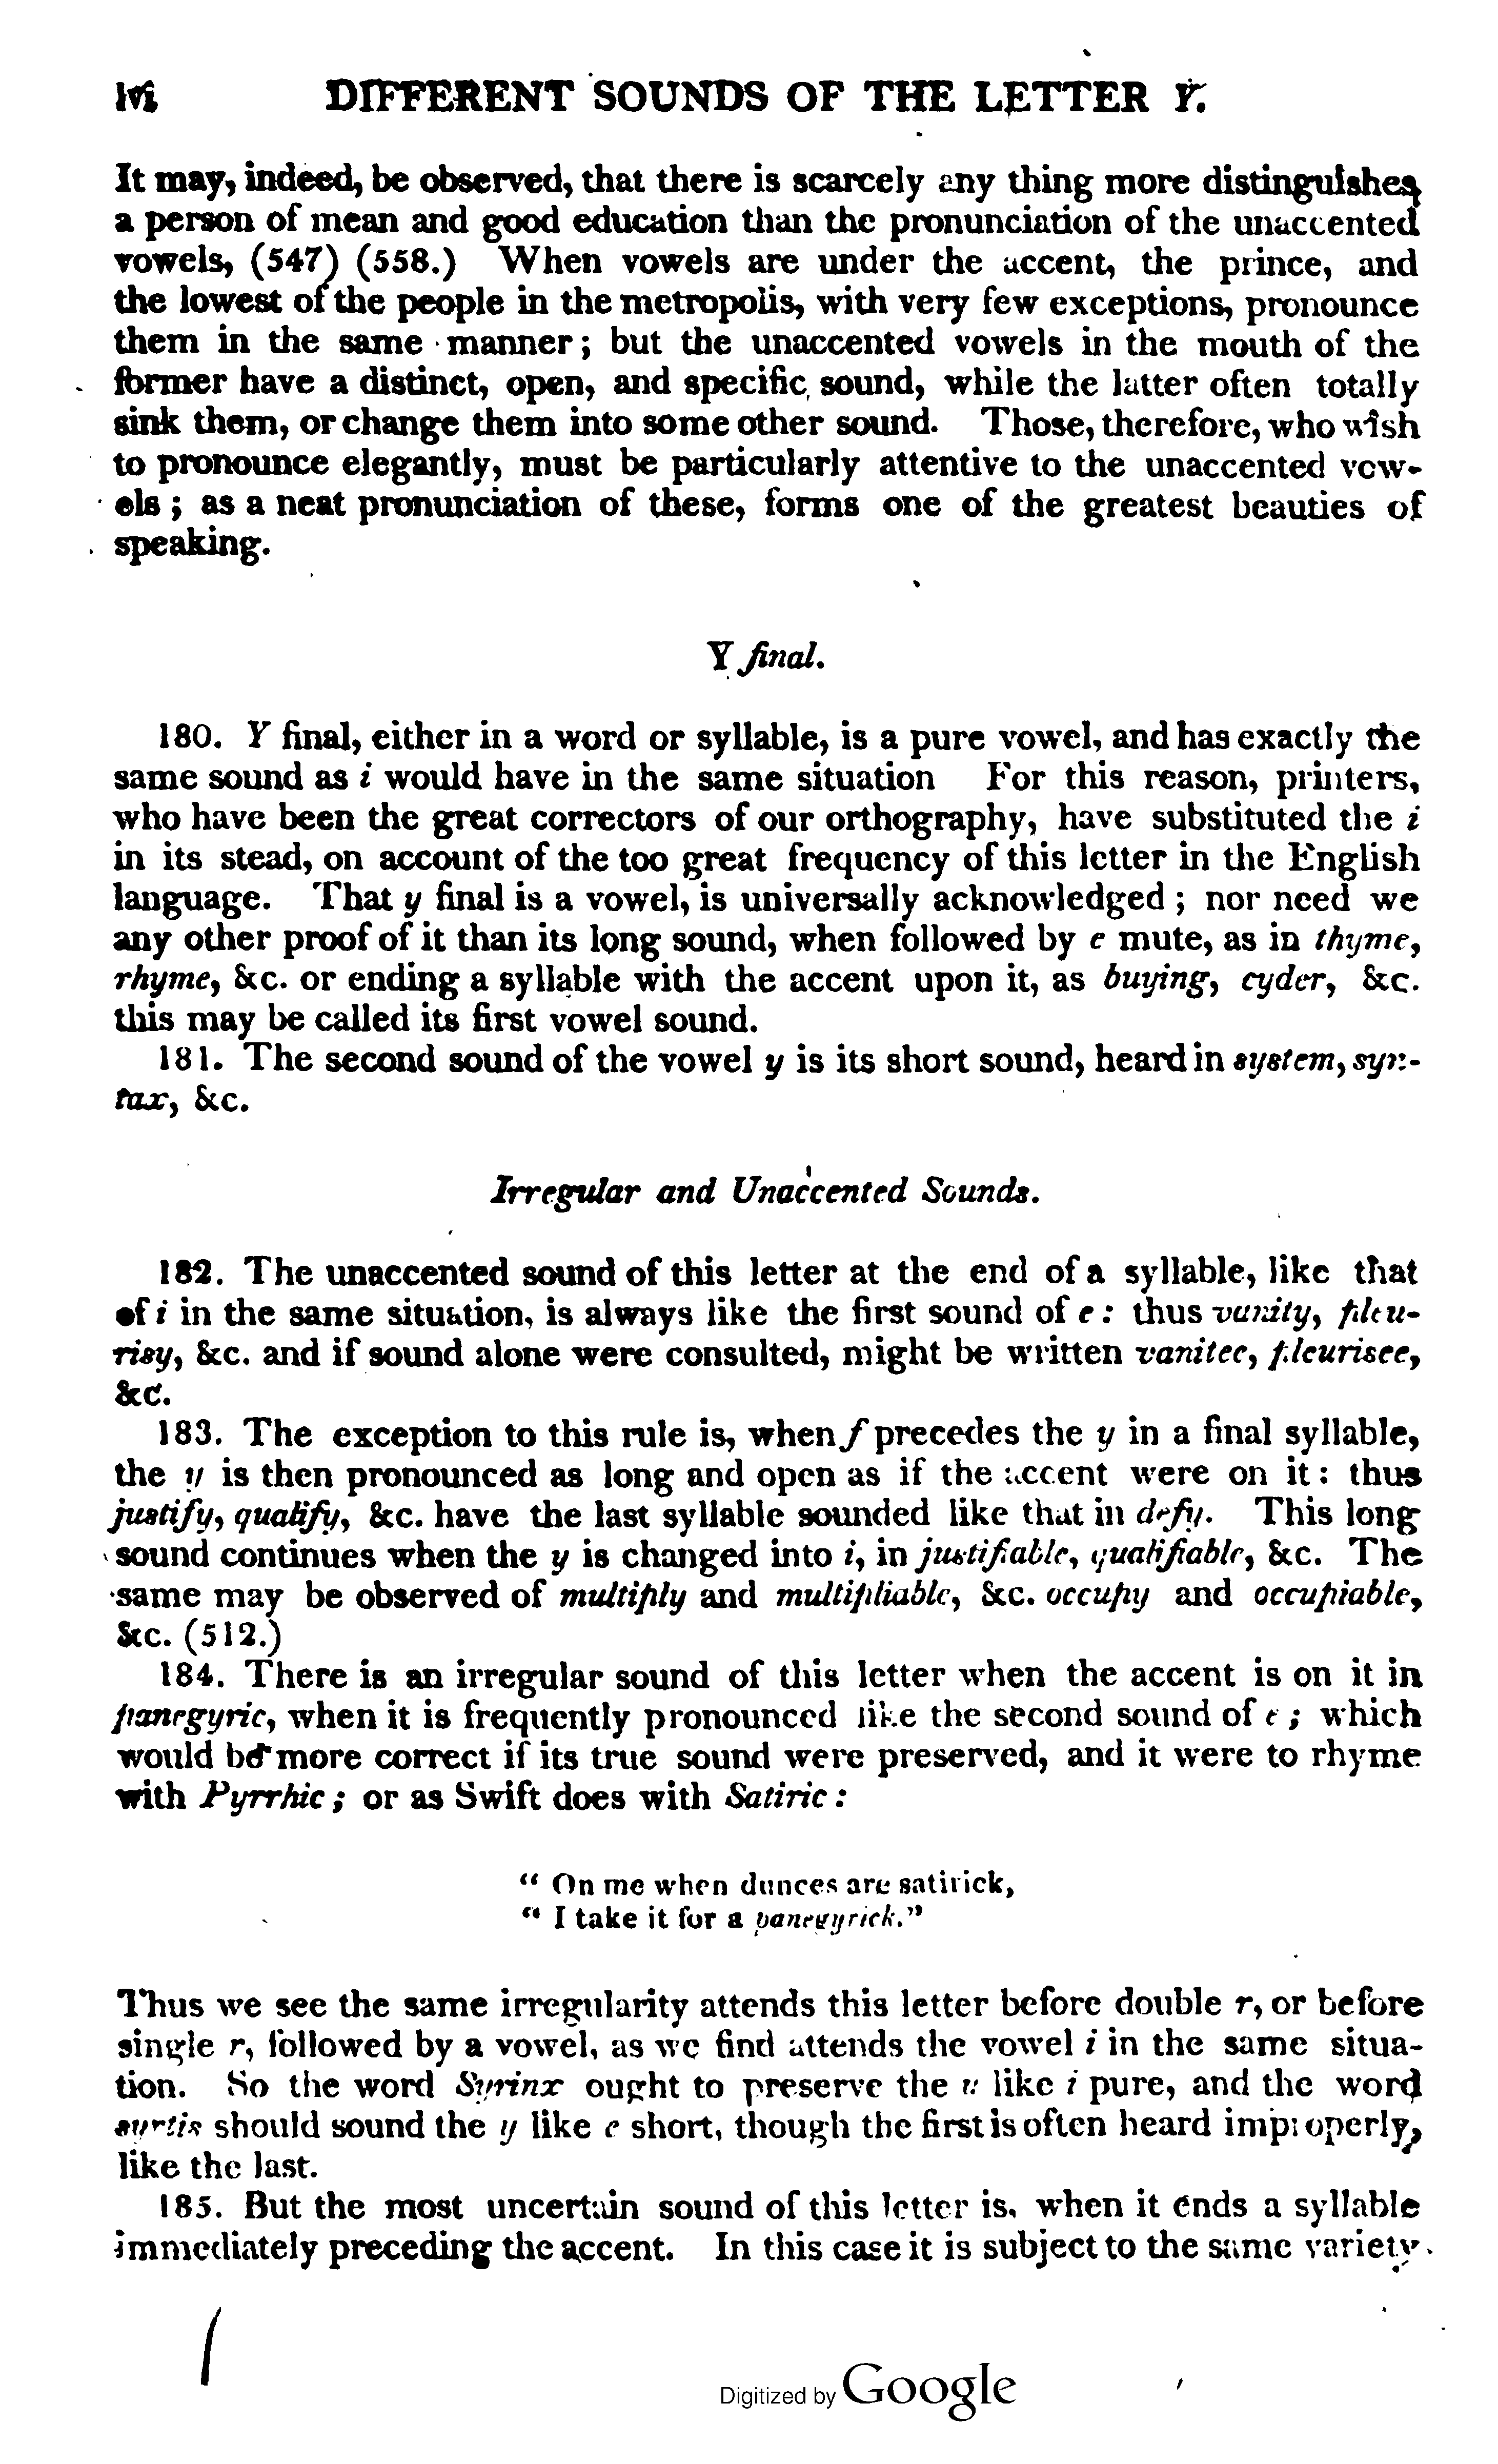 lvi DIFFERENT SOUNDS OF THE LETTER Y.
It may, indeed, be observed, that there is scarcely any thing more distinguishes
a person of mean and good education than the pronunciation of the unaccented
vowels, (547) (558.) When vowels are under the accent, the prince, and
the lowest of the people in the metropolis, with very few exceptions, pronounce
them in the same manner; but the unaccented vowels in the mouth of the
former have a distinct, open, and specific, sound, while the latter often totally
sink them, or change them into some other sound. Those, therefore, who wish
to pronounce elegantly, must be particularly attentive to the unaccented vow-
els; as a neat pronunciation of these, forms one of the greatest beauties of
speaking.
Y final.
180. Y final, either in a word or syllable, is a pure vowel, and has exactly the
same sound as i would have in the same situation For this reason, printers,
who have been the great correctors of our orthography, have substituted the i
in its stead, on account of the too great frequency of this letter in the English
language. That y final is a vowel, is universally acknowledged; nor need we
any other proof of it than its long sound, when followed by e mute, as in thyme,
rhyme, &c. or ending a syllable with the accent upon it, as buying, cyder, &c.
this may be called its first vowel sound.
181. The second sound of the vowel y is its short sound, heard in system, syn-
tax, &c.
Irregular and Unaccented Sounds.
182. The unaccented sound of this letter at the end of a syllable, like that
of i in the same situation, is always like the first sound of e: thus vanity, pleu-
risy, &c. and if sound alone were consulted, might be written vanitee, pleurisee,
&c.
183. The exception to this rule is, when f precedes the y in a final syllable,
the y is then pronounced as long and open as if the accent were on it: thus
justify, qualify, &c. have the last syllable sounded like that in defy. This long
sound continues when the y is changed into i, in justifiable, qualifiable, &c. The
same may be observed of multiply and multipliable, &c. occupy and occupiable,
&c. (512.)
184. There is an irregular sound of this letter when the accent is on it in
panegyric, when it is frequently pronounced like the second sound of e; which
would be more correct if its true sound were preserved, and it were to rhyme
with Pyrrhic; or as Swift does with Satiric:
" On me when dunces are satirick,
" I take it for a panegyrick."
Thus we see the same irregularity attends this letter before double r, or before
single r, followed by a vowel, as we find attends the vowel i in the same situa-
tion. So the word Syrinx ought to preserve the y like i pure, and the word
syrtis should sound the y like e short, though the first is often heard improperly,
like the last.
185. But the most uncertain sound of this letter is, when it ends a syllable
immediately preceding the accent. In this case it is subject to the same variety
Digitized by Google